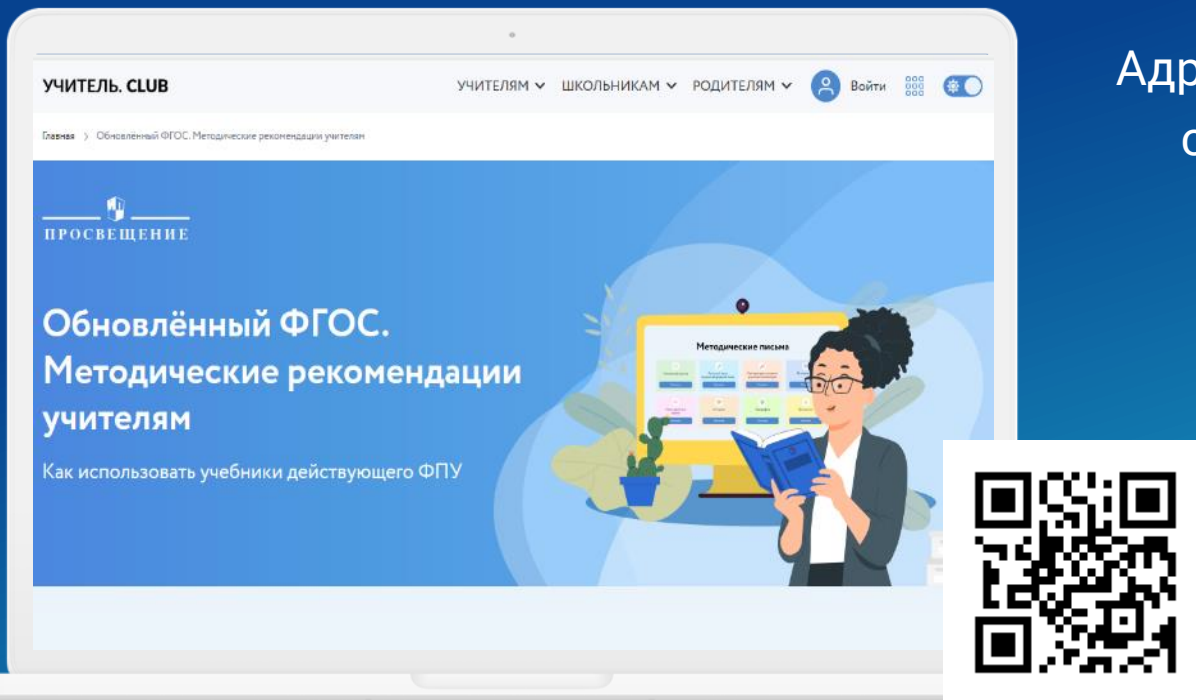 УЧИТЕЛЬ. CLUB
УЧИТЕЛЯМ ШКОЛЬНИКАМ РОДИТЕЛЯМ Войти
Главная > Обновлённый ФГОС. Методические рекомендации учителям
ПРОСВЕЩЕНИЕ
Обновлённый ФГОС.
Методические рекомендации
учителям
Как использовать учебники действующего ФПУ
Методические письма
Адр
с